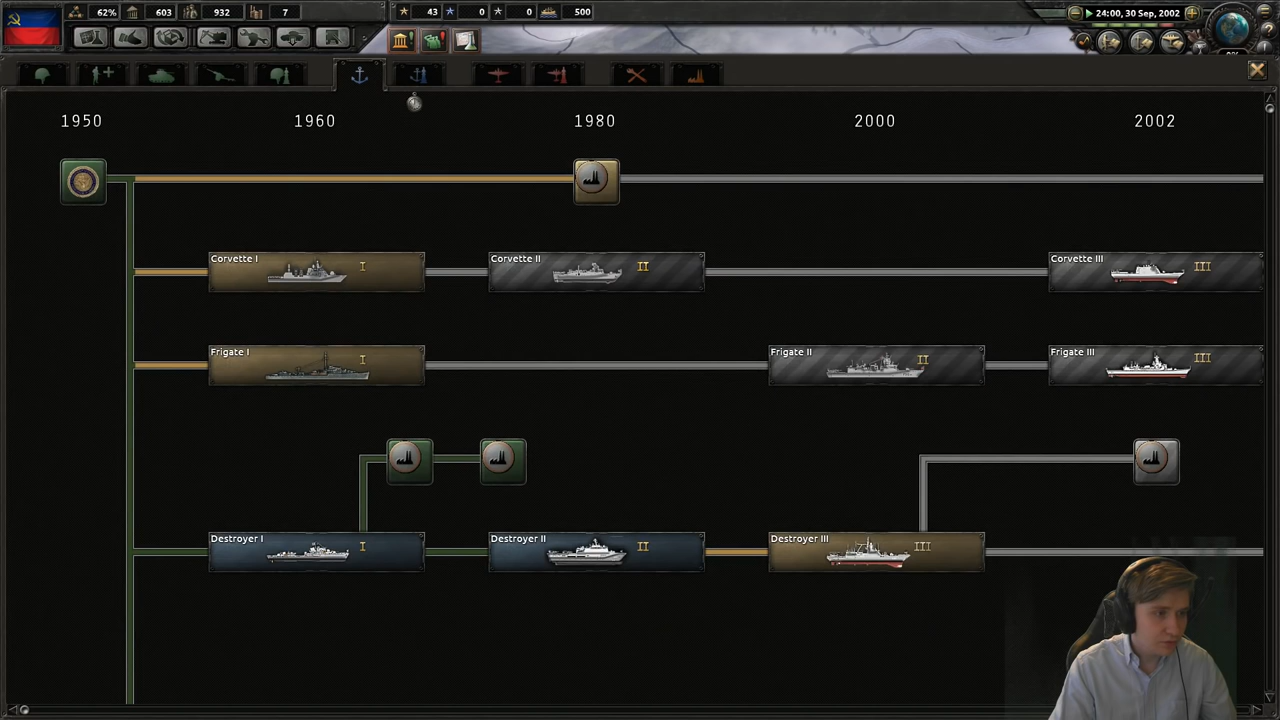 62% 603 932 7 43 0 0 500 24:00, 30 Sep, 2002
1950 1960 1980 2000 2002
Corvette I I Corvette II II Corvette III III
Frigate I I Frigate II II Frigate III III
Destroyer I I Destroyer II II Destroyer III III